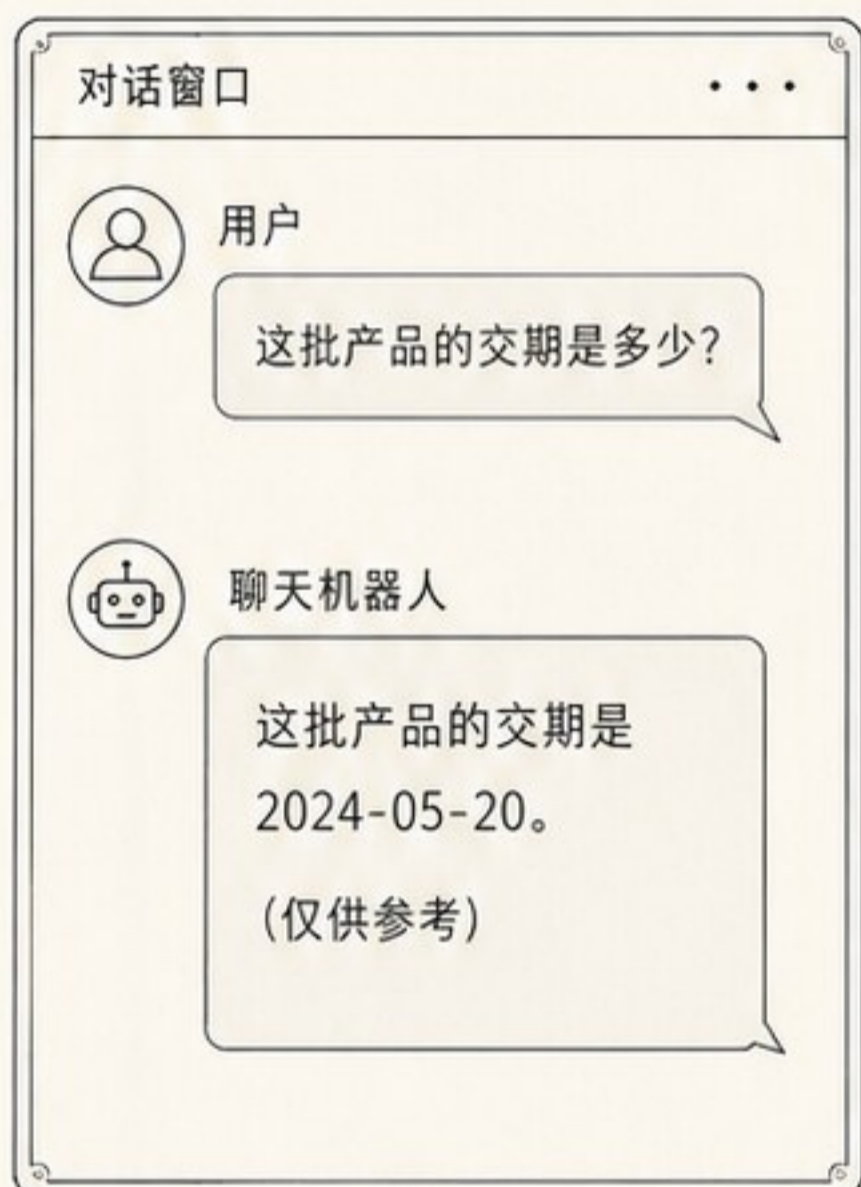 对话窗口
用户
这批产品的交期是多少?
聊天机器人
这批产品的交期是
2024-05-20。
(仅供参考)